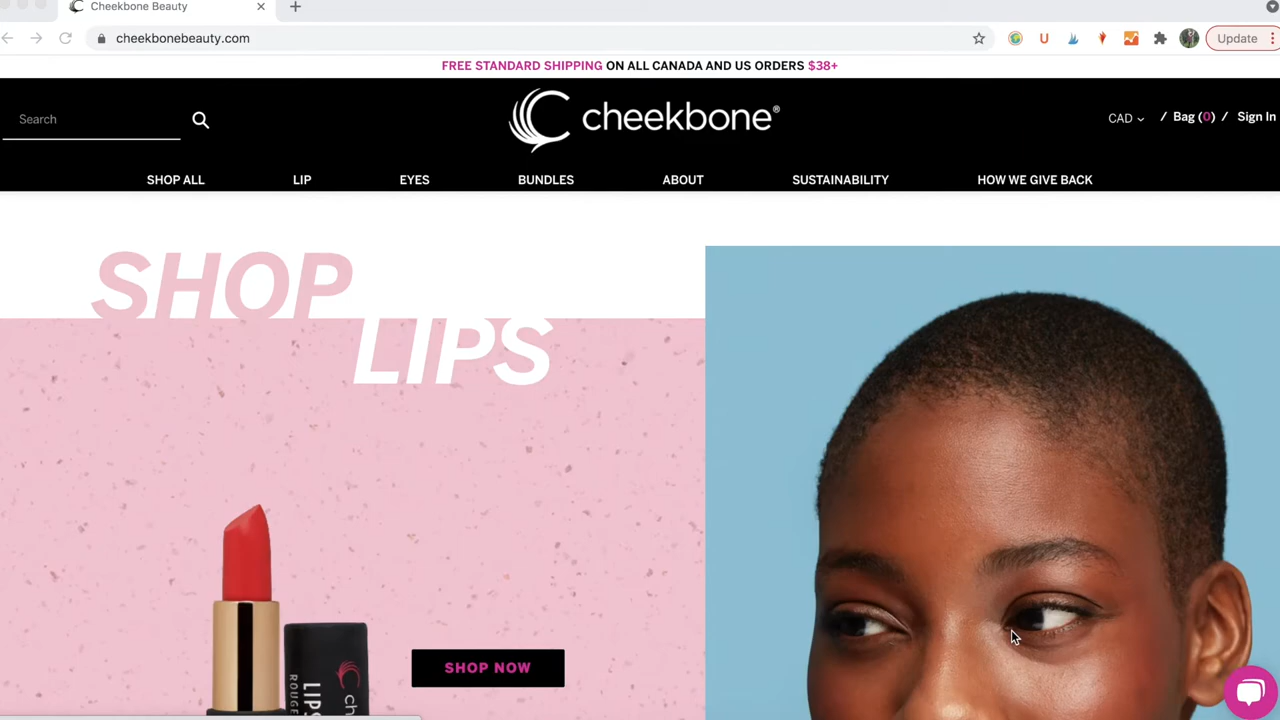 Cheekbone Beauty
cheekbonebeauty.com
U
Update
FREE STANDARD SHIPPING ON ALL CANADA AND US ORDERS $38+
Search
cheekbone®
CAD / Bag (0) / Sign In
SHOP ALL LIP EYES BUNDLES ABOUT SUSTAINABILITY HOW WE GIVE BACK
SHOP
LIPS
SHOP NOW